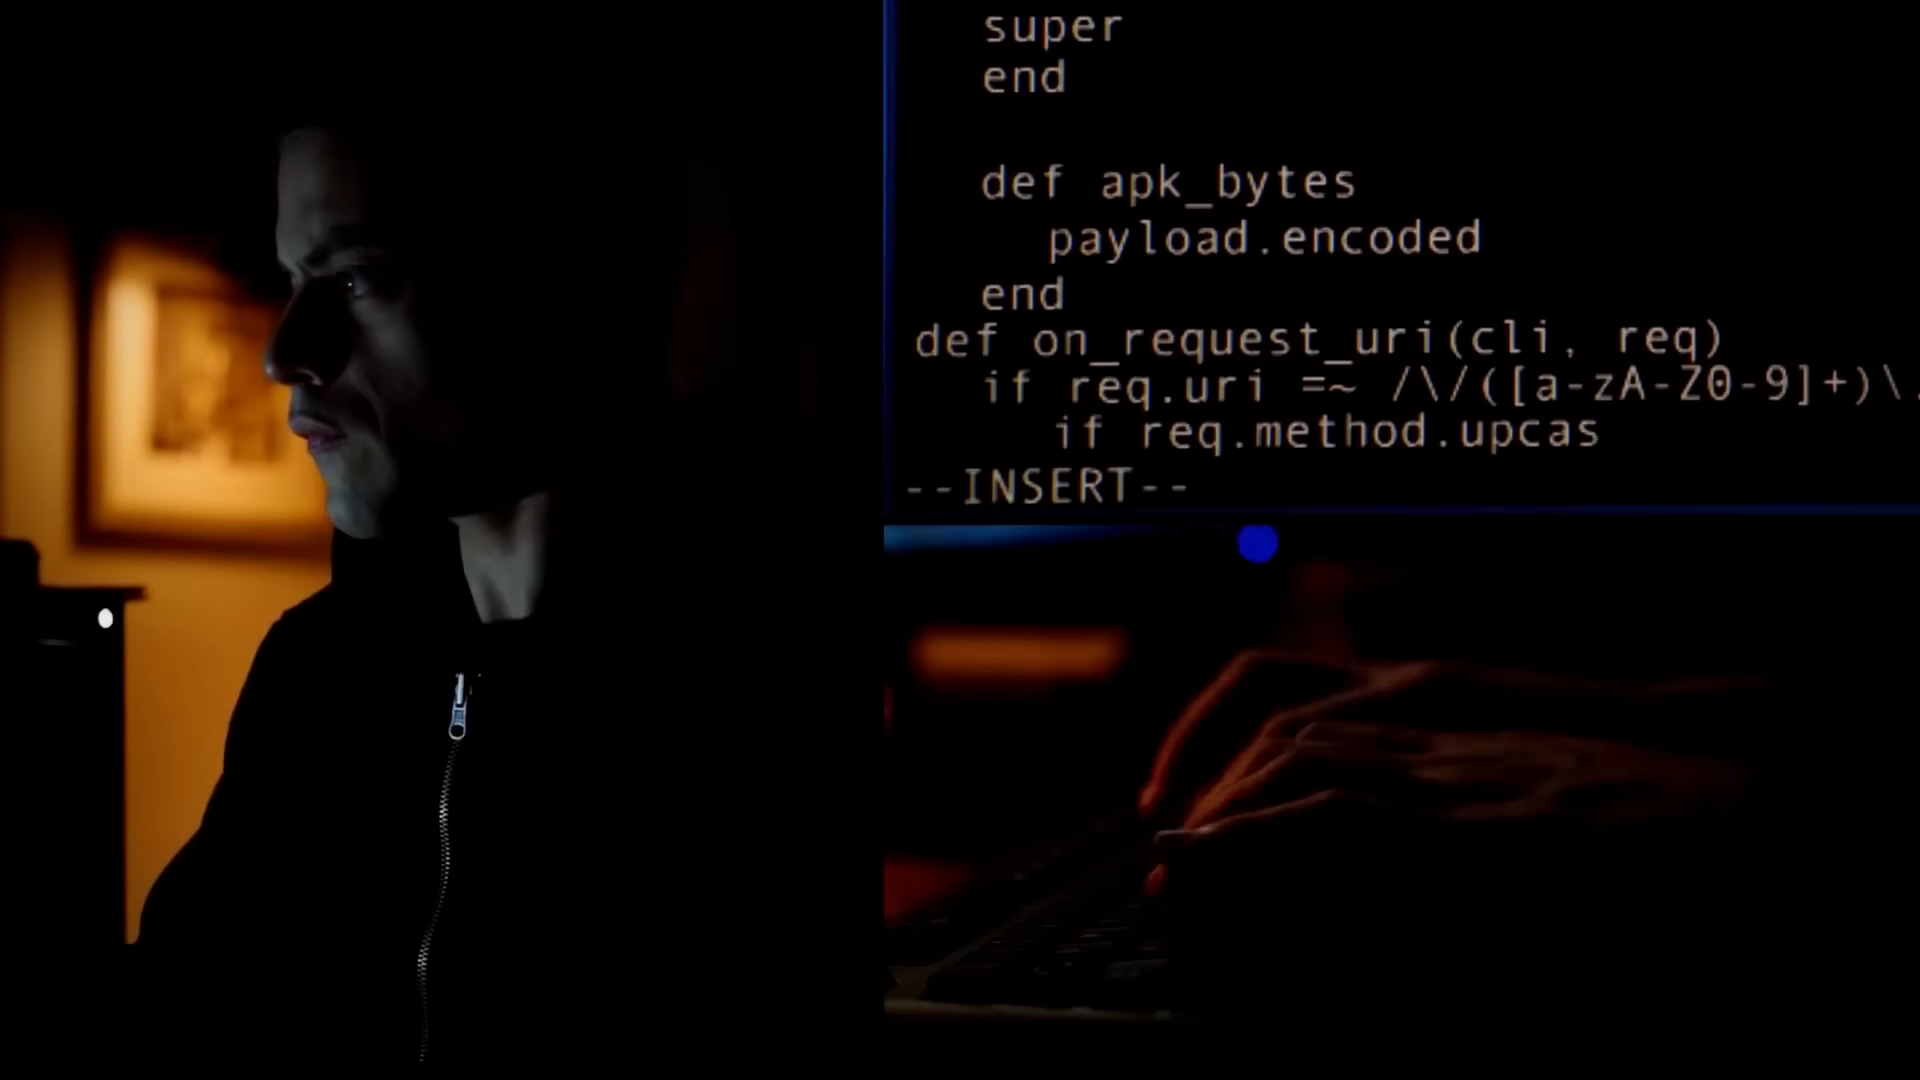 super
end
def apk_bytes
payload.encoded
end
def on_request_uri(cli, req)
if req.uri =~ /\/([a-zA-Z0-9]+)\.
if req.method.upcas
--INSERT--